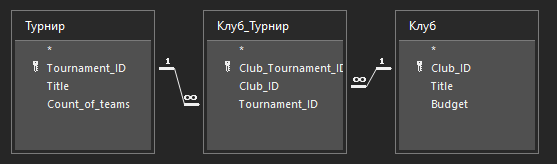 Турнир
*
Tournament_ID
Title
Count_of_teams
1
∞
Клуб_Турнир
*
Club_Tournament_ID
Club_ID
Tournament_ID
∞
1
Клуб
*
Club_ID
Title
Budget